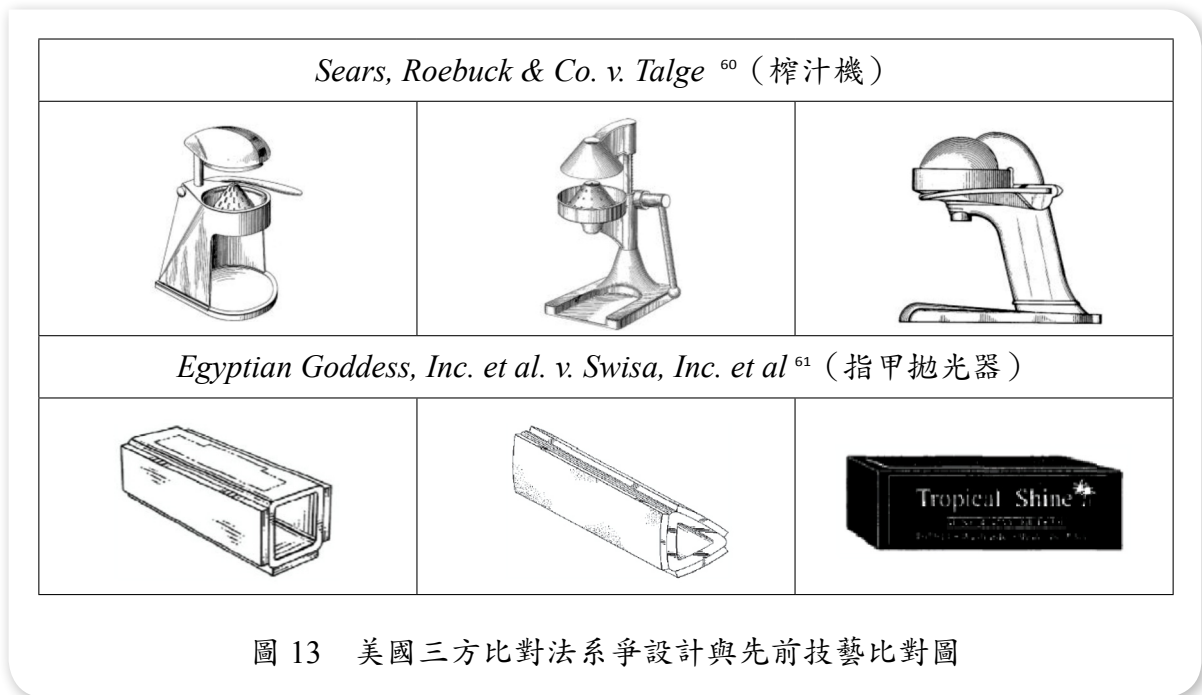 Sears, Roebuck & Co. v. Talge 60（榨汁機）
Egyptian Goddess, Inc. et al. v. Swisa, Inc. et al 61（指甲拋光器）
Tropical Shine
圖 13　美國三方比對法系爭設計與先前技藝比對圖